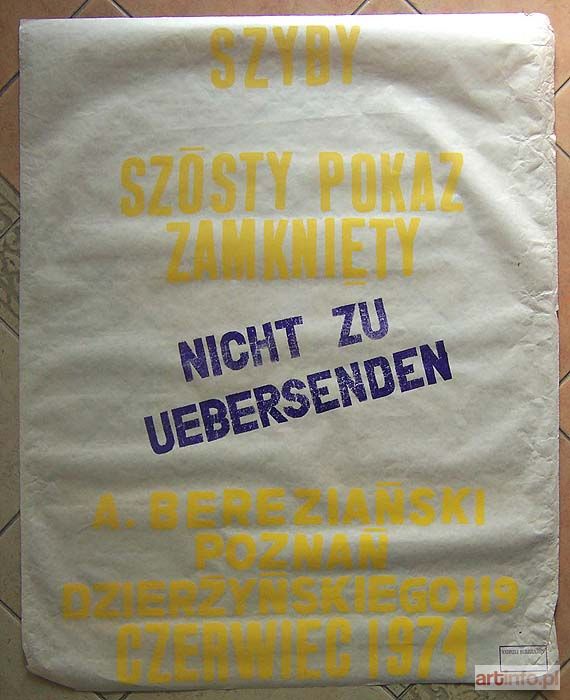 SZYBY
SZÓSTY POKAZ
ZAMKNIĘTY
NICHT ZU
UEBERSENDEN
A. BEREZIAŃSKI
POZNAŃ
DZIERŻYŃSKIEGO 119
CZERWIEC 1974
artinfo.pl